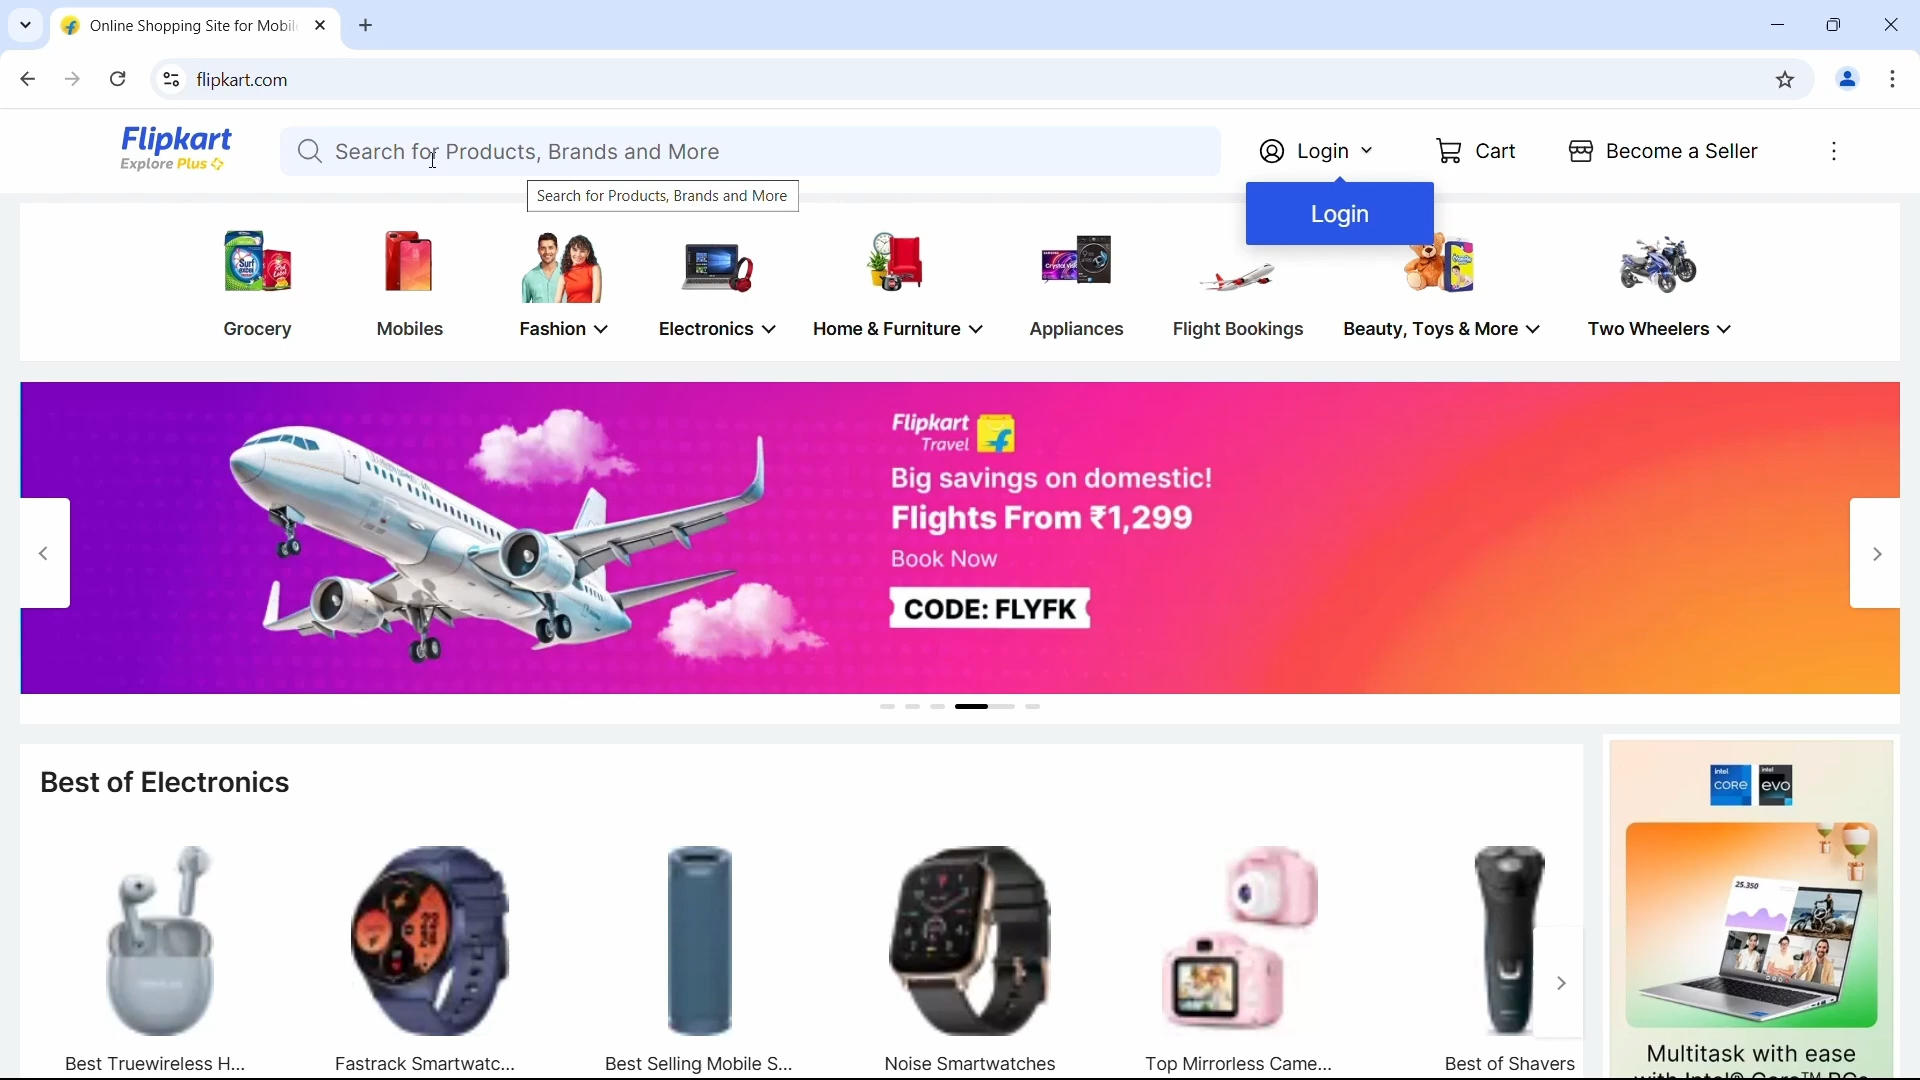 Online Shopping Site for Mobil
flipkart.com
Flipkart
Explore Plus
Search for Products, Brands and More
Login
Cart
Become a Seller
Search for Products, Brands and More
Login
Grocery
Mobiles
Fashion
Electronics
Home & Furniture
Appliances
Flight Bookings
Beauty, Toys & More
Two Wheelers
Flipkart
Travel
Big savings on domestic!
Flights From ₹1,299
Book Now
CODE: FLYFK
Best of Electronics
intel CORE
intel evo
25.350
Best Truewireless H...
Fastrack Smartwatc...
Best Selling Mobile S...
Noise Smartwatches
Top Mirrorless Came...
Best of Shavers
Multitask with ease
with Intel® Core™ PCs